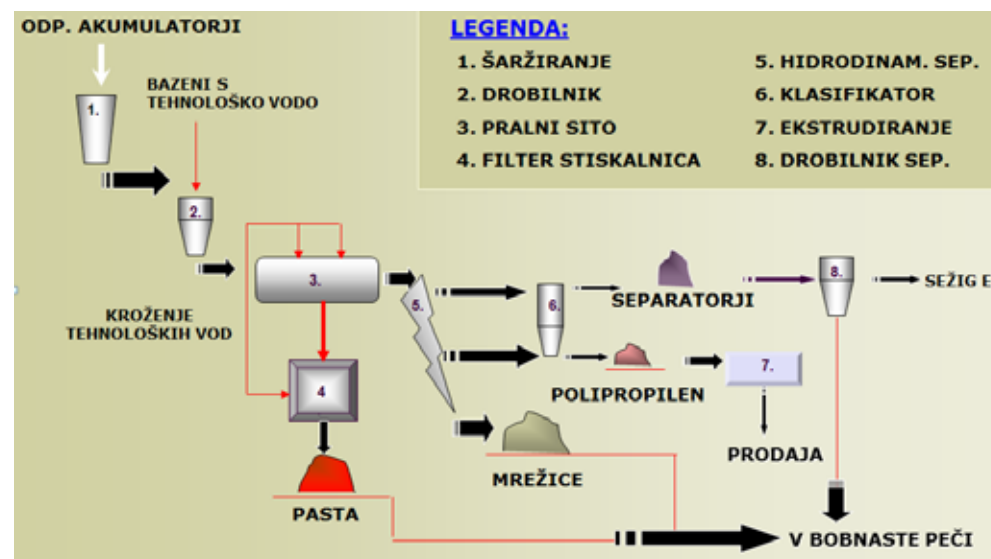 ODP. AKUMULATORJI
LEGENDA:
1. ŠARŽIRANJE
2. DROBILNIK
3. PRALNI SITO
4. FILTER STISKALNICA
5. HIDRODINAM. SEP.
6. KLASIFIKATOR
7. EKSTRUDIRANJE
8. DROBILNIK SEP.
BAZENI S
TEHNOLOŠKO VODO
1.
2.
3.
KROŽENJE
TEHNOLOŠKIH VOD
4
5.
6.
SEPARATORJI
8.
SEŽIG E
POLIPROPILEN
7.
PRODAJA
MREŽICE
PASTA
V BOBNASTE PEČI